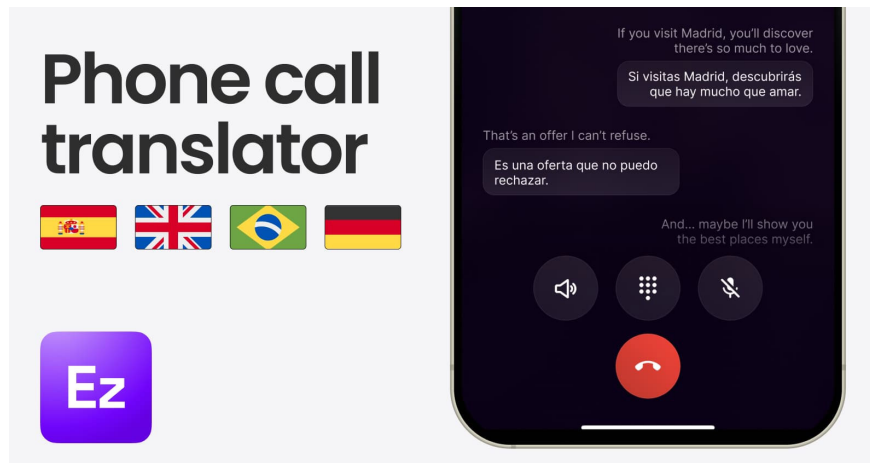 Phone call
translator
Ez
If you visit Madrid, you'll discover
there's so much to love.
Si visitas Madrid, descubrirás
que hay mucho que amar.
That's an offer I can't refuse.
Es una oferta que no puedo
rechazar.
And... maybe I'll show you
the best places myself.